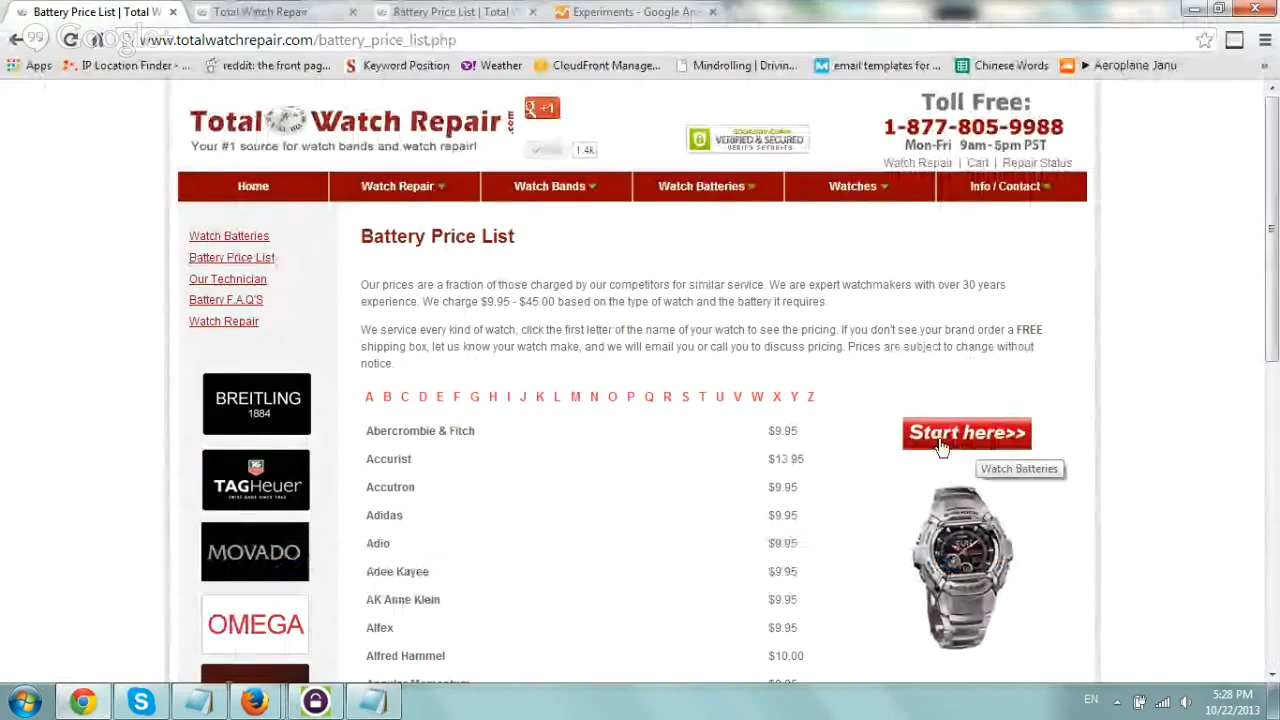 Battery Price List | Total W
Total Watch Repair
Battery Price List | Total W
Experiments - Google An
www.totalwatchrepair.com/battery_price_list.php
Apps
IP Location Finder - ...
reddit: the front pag...
Keyword Position
Weather
CloudFront Manage...
Mindrolling | Drivin...
email templates for ...
Chinese Words
Aeroplane Janu
Total Watch Repair .com
Your #1 source for watch bands and watch repair!
+1
1.4k
VERIFIED & SECURED
Toll Free:
1-877-805-9988
Mon-Fri 9am-5pm PST
Watch Repair | Cart | Repair Status
Home
Watch Repair
Watch Bands
Watch Batteries
Watches
Info / Contact
Watch Batteries
Battery Price List
Our Technician
Battery F.A.Q'S
Watch Repair
BREITLING
1884
TAGHeuer
MOVADO
OMEGA
Battery Price List
Our prices are a fraction of those charged by our competitors for similar service. We are expert watchmakers with over 30 years
experience. We charge $9.95 - $45.00 based on the type of watch and the battery it requires.
We service every kind of watch, click the first letter of the name of your watch to see the pricing. If you don't see your brand order a FREE
shipping box, let us know your watch make, and we will email you or call you to discuss pricing. Prices are subject to change without
notice.
A B C D E F G H I J K L M N O P Q R S T U V W X Y Z
Abercrombie & Fitch $9.95
Accurist $13.95
Accutron $9.95
Adidas $9.95
Adio $9.95
Adee Kayee $9.95
AK Anne Klein $9.95
Alfex $9.95
Alfred Hammel $10.00
Angular Momentum
Start here>>
Watch Batteries
EN
5:28 PM
10/22/2013